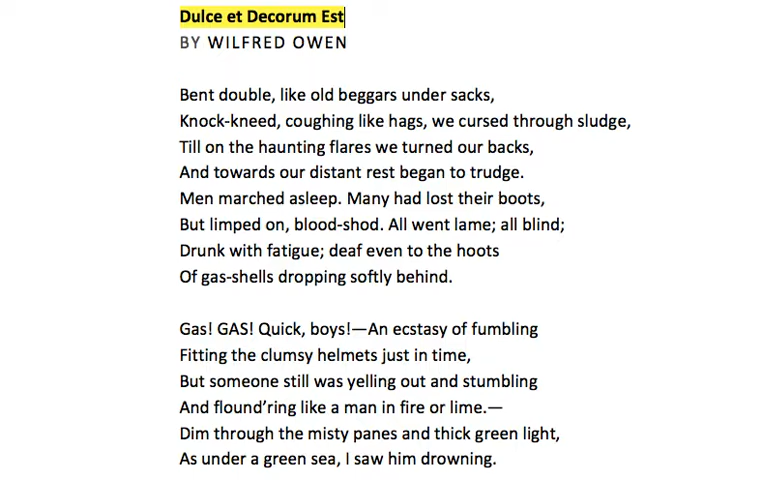 Dulce et Decorum Est
BY WILFRED OWEN
Bent double, like old beggars under sacks,
Knock-kneed, coughing like hags, we cursed through sludge,
Till on the haunting flares we turned our backs,
And towards our distant rest began to trudge.
Men marched asleep. Many had lost their boots,
But limped on, blood-shod. All went lame; all blind;
Drunk with fatigue; deaf even to the hoots
Of gas-shells dropping softly behind.
Gas! GAS! Quick, boys!—An ecstasy of fumbling
Fitting the clumsy helmets just in time,
But someone still was yelling out and stumbling
And flound’ring like a man in fire or lime.—
Dim through the misty panes and thick green light,
As under a green sea, I saw him drowning.